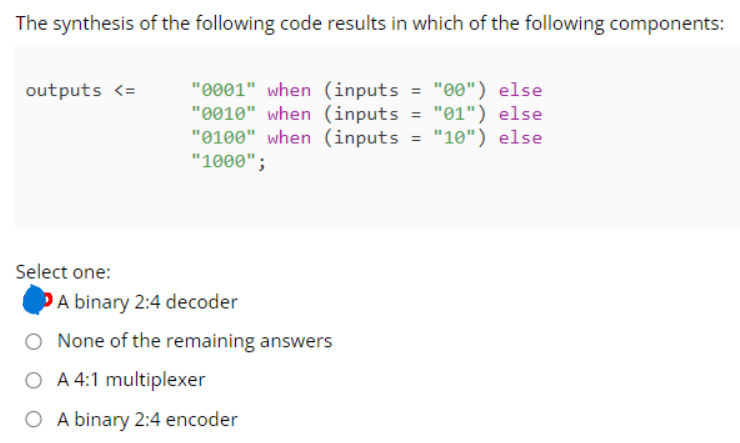 The synthesis of the following code results in which of the following components:
outputs <= "0001" when (inputs = "00") else
"0010" when (inputs = "01") else
"0100" when (inputs = "10") else
"1000";
Select one:
A binary 2:4 decoder
None of the remaining answers
A 4:1 multiplexer
A binary 2:4 encoder